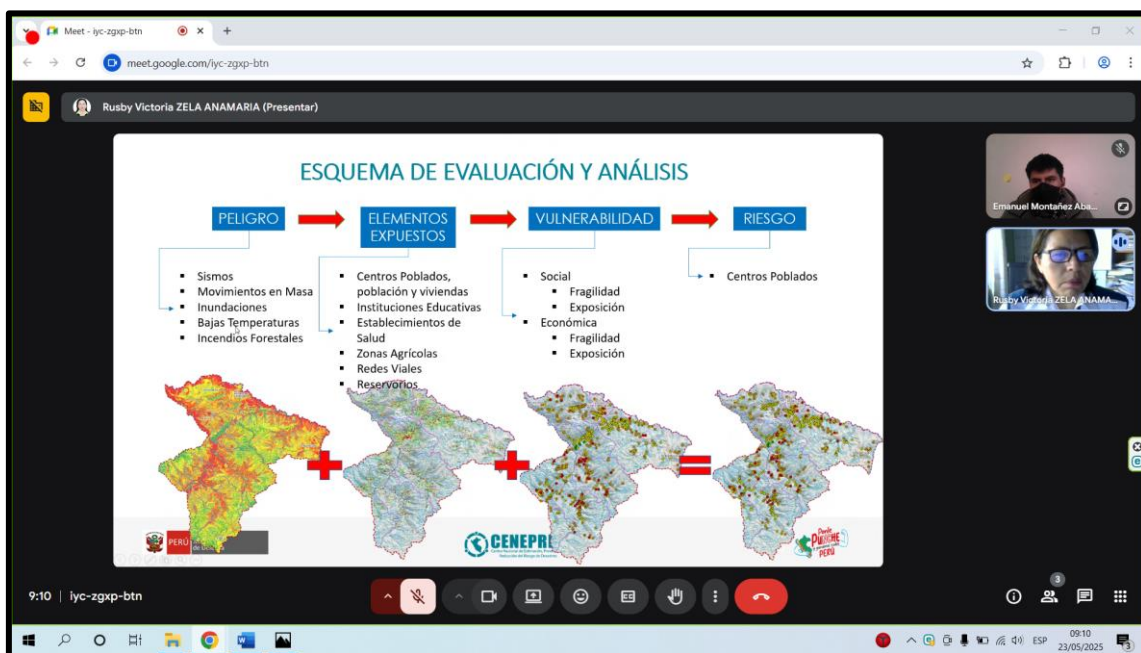 Meet - iyc-zgxp-btn
meet.google.com/iyc-zgxp-btn
Rusby Victoria ZELA ANAMARIA (Presentar)
ESQUEMA DE EVALUACIÓN Y ANÁLISIS
PELIGRO
Sismos
Movimientos en Masa
Inundaciones
Bajas Temperaturas
Incendios Forestales
ELEMENTOS
EXPUESTOS
Centros Poblados,
población y viviendas
Instituciones Educativas
Establecimientos de
Salud
Zonas Agrícolas
Redes Viales
Reservorios
VULNERABILIDAD
Social
Fragilidad
Exposición
Económica
Fragilidad
Exposición
RIESGO
Centros Poblados
PERÚ
CENEPR
PERÚ
Emanuel Montañez Aba...
Rusby Victoria ZELA ANAMA...
9:10 | iyc-zgxp-btn
3
ESP
09:10
23/05/2025
3